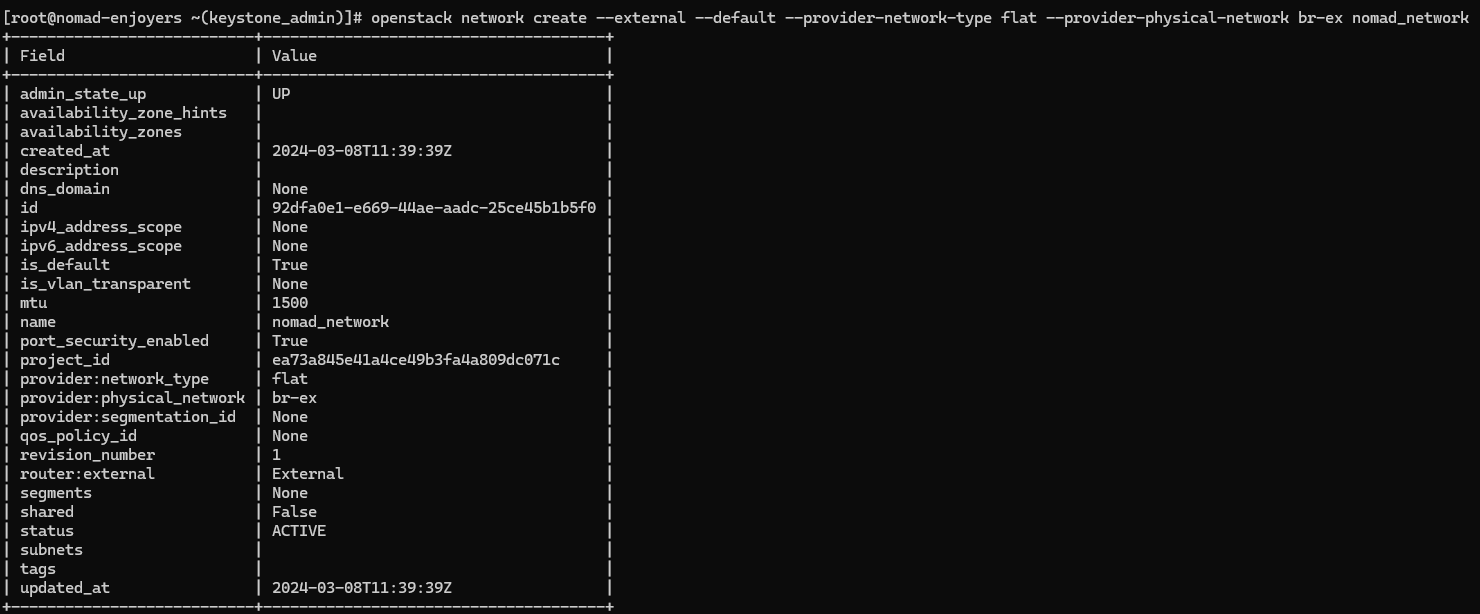 [root@nomad-enjoyers ~(keystone_admin)]# openstack network create --external --default --provider-network-type flat --provider-physical-network br-ex nomad_network
+---------------------------+--------------------------------------+
| Field                     | Value                                |
+---------------------------+--------------------------------------+
| admin_state_up            | UP                                   |
| availability_zone_hints   |                                      |
| availability_zones        |                                      |
| created_at                | 2024-03-08T11:39:39Z                 |
| description               |                                      |
| dns_domain                | None                                 |
| id                        | 92dfa0e1-e669-44ae-aadc-25ce45b1b5f0 |
| ipv4_address_scope        | None                                 |
| ipv6_address_scope        | None                                 |
| is_default                | True                                 |
| is_vlan_transparent       | None                                 |
| mtu                       | 1500                                 |
| name                      | nomad_network                        |
| port_security_enabled     | True                                 |
| project_id                | ea73a845e41a4ce49b3fa4a809dc071c     |
| provider:network_type     | flat                                 |
| provider:physical_network | br-ex                                |
| provider:segmentation_id  | None                                 |
| qos_policy_id             | None                                 |
| revision_number           | 1                                    |
| router:external           | External                             |
| segments                  | None                                 |
| shared                    | False                                |
| status                    | ACTIVE                               |
| subnets                   |                                      |
| tags                      |                                      |
| updated_at                | 2024-03-08T11:39:39Z                 |
+---------------------------+--------------------------------------+